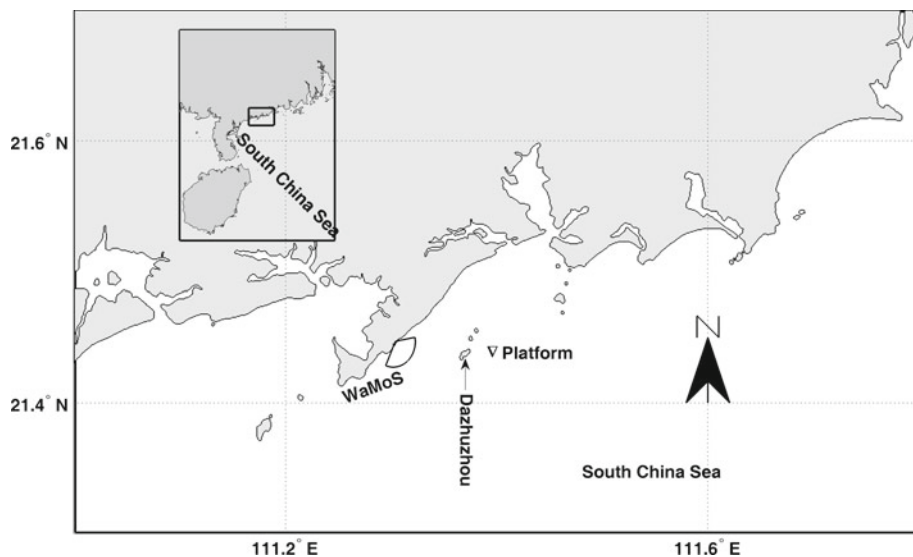 South China Sea
21.6° N
N
Platform
WaMoS
21.4° N
Dazhuzhou
South China Sea
111.2° E
111.6° E